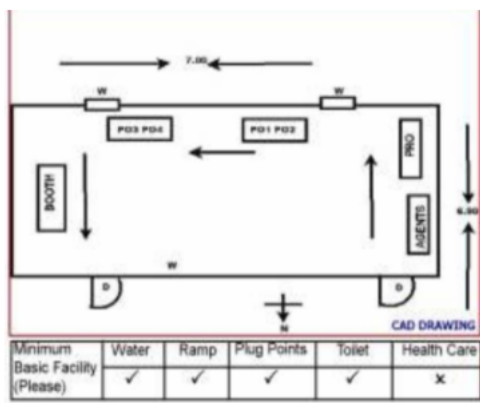 7.00
W W
PO3 PO4 PO1 PO2
PRO
BOOTH
AGENTS
6.90
W
D D
N
CAD DRAWING
Minimum Basic Facility (Please) Water Ramp Plug Points Toilet Health Care
✓ ✓ ✓ ✓ x